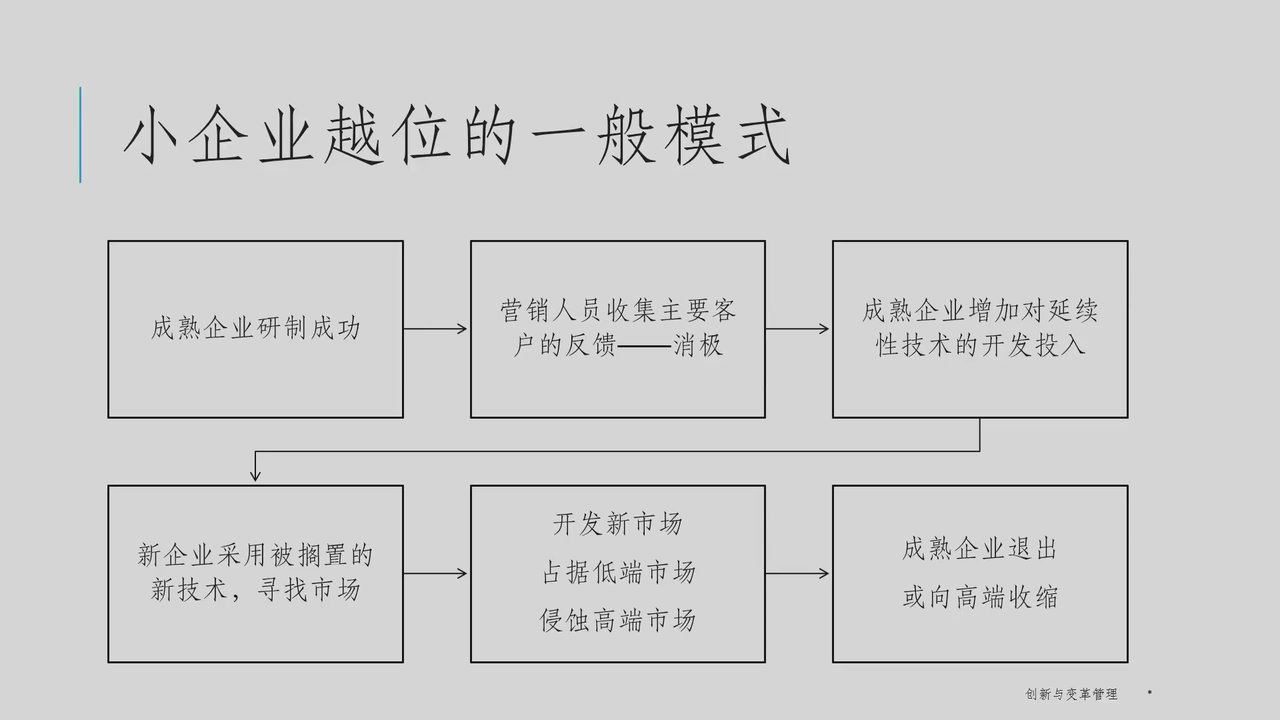 小企业越位的一般模式
成熟企业研制成功
营销人员收集主要客
户的反馈——消极
成熟企业增加对延续
性技术的开发投入
新企业采用被搁置的
新技术，寻找市场
开发新市场
占据低端市场
侵蚀高端市场
成熟企业退出
或向高端收缩
创新与变革管理 *